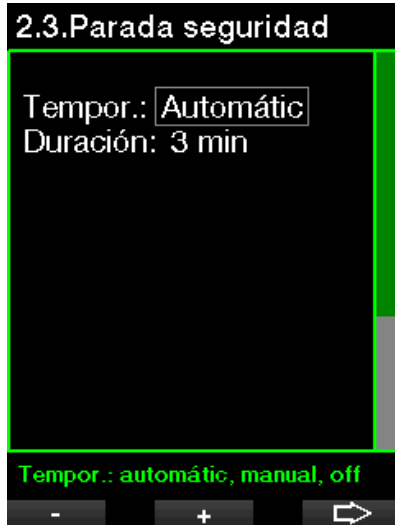 2.3.Parada seguridad
Tempor.: Automátic
Duración: 3 min
Tempor.: automátic, manual, off
- + ⇨